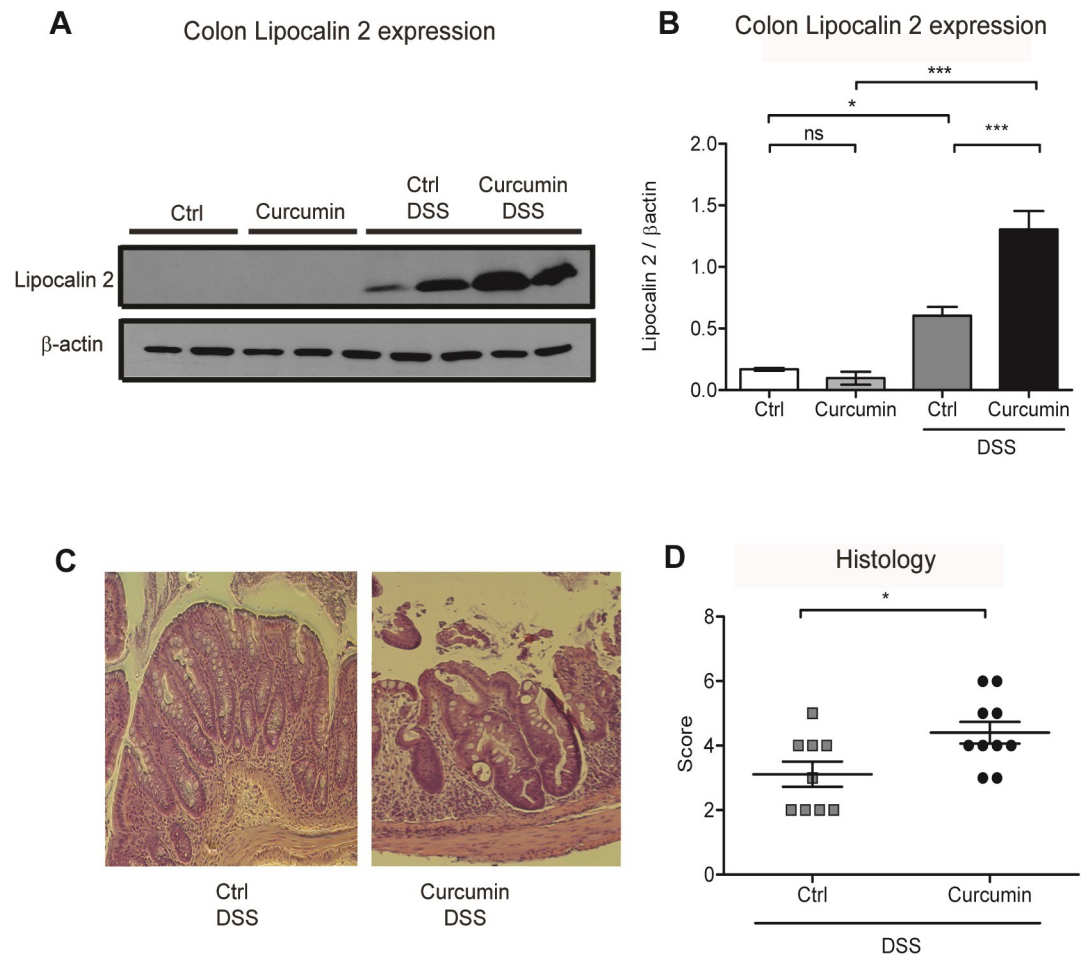 A
Colon Lipocalin 2 expression
Ctrl
Curcumin
Ctrl
DSS
Curcumin
DSS
Lipocalin 2
β-actin
B
Colon Lipocalin 2 expression
***
*
***
ns
Lipocalin 2 / βactin
2.0
1.5
1.0
0.5
0.0
Ctrl
Curcumin
Ctrl
Curcumin
DSS
C
Ctrl
DSS
Curcumin
DSS
D
Histology
*
Score
8
6
4
2
0
Ctrl
Curcumin
DSS